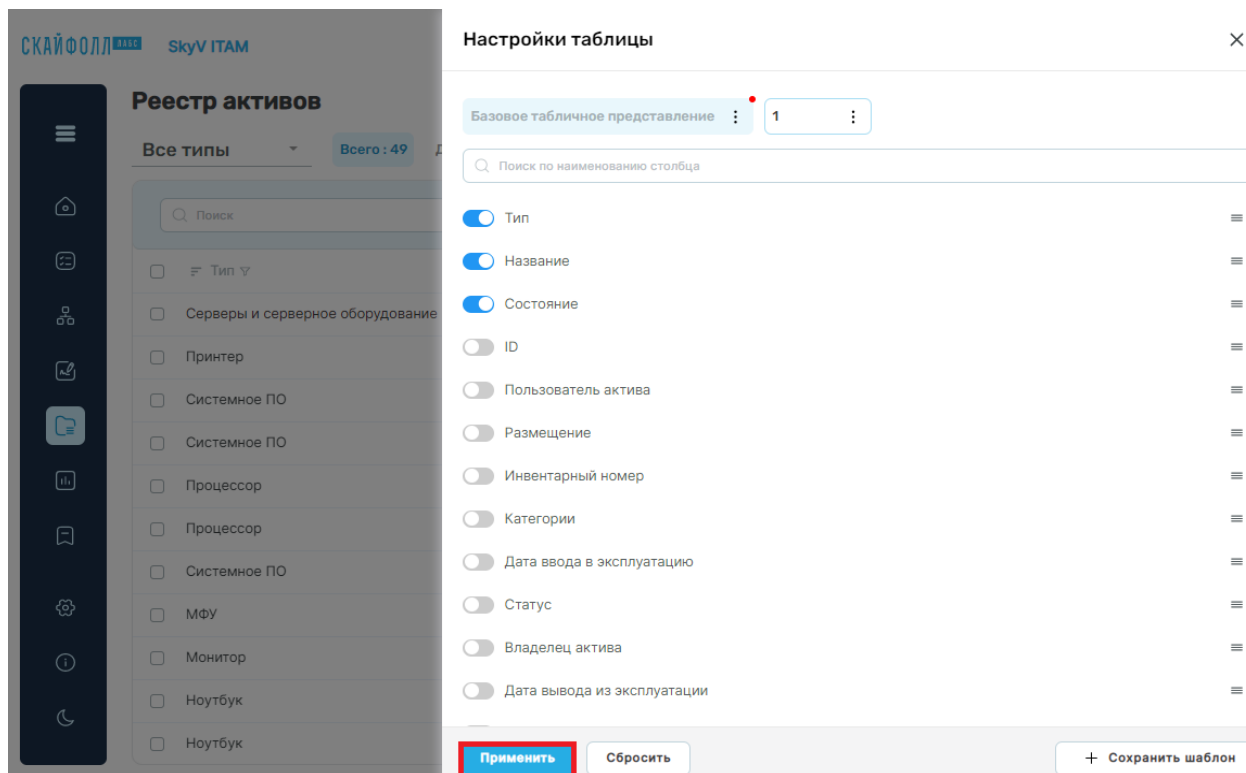 СКАЙФОЛЛ SkyV ITAM
Реестр активов
Все типы Всего : 49
Поиск
Тип
Серверы и серверное оборудование
Принтер
Системное ПО
Системное ПО
Процессор
Процессор
Системное ПО
МФУ
Монитор
Ноутбук
Ноутбук
Настройки таблицы
Базовое табличное представление 1
Поиск по наименованию столбца
Тип
Название
Состояние
ID
Пользователь актива
Размещение
Инвентарный номер
Категории
Дата ввода в эксплуатацию
Статус
Владелец актива
Дата вывода из эксплуатации
Применить Сбросить + Сохранить шаблон